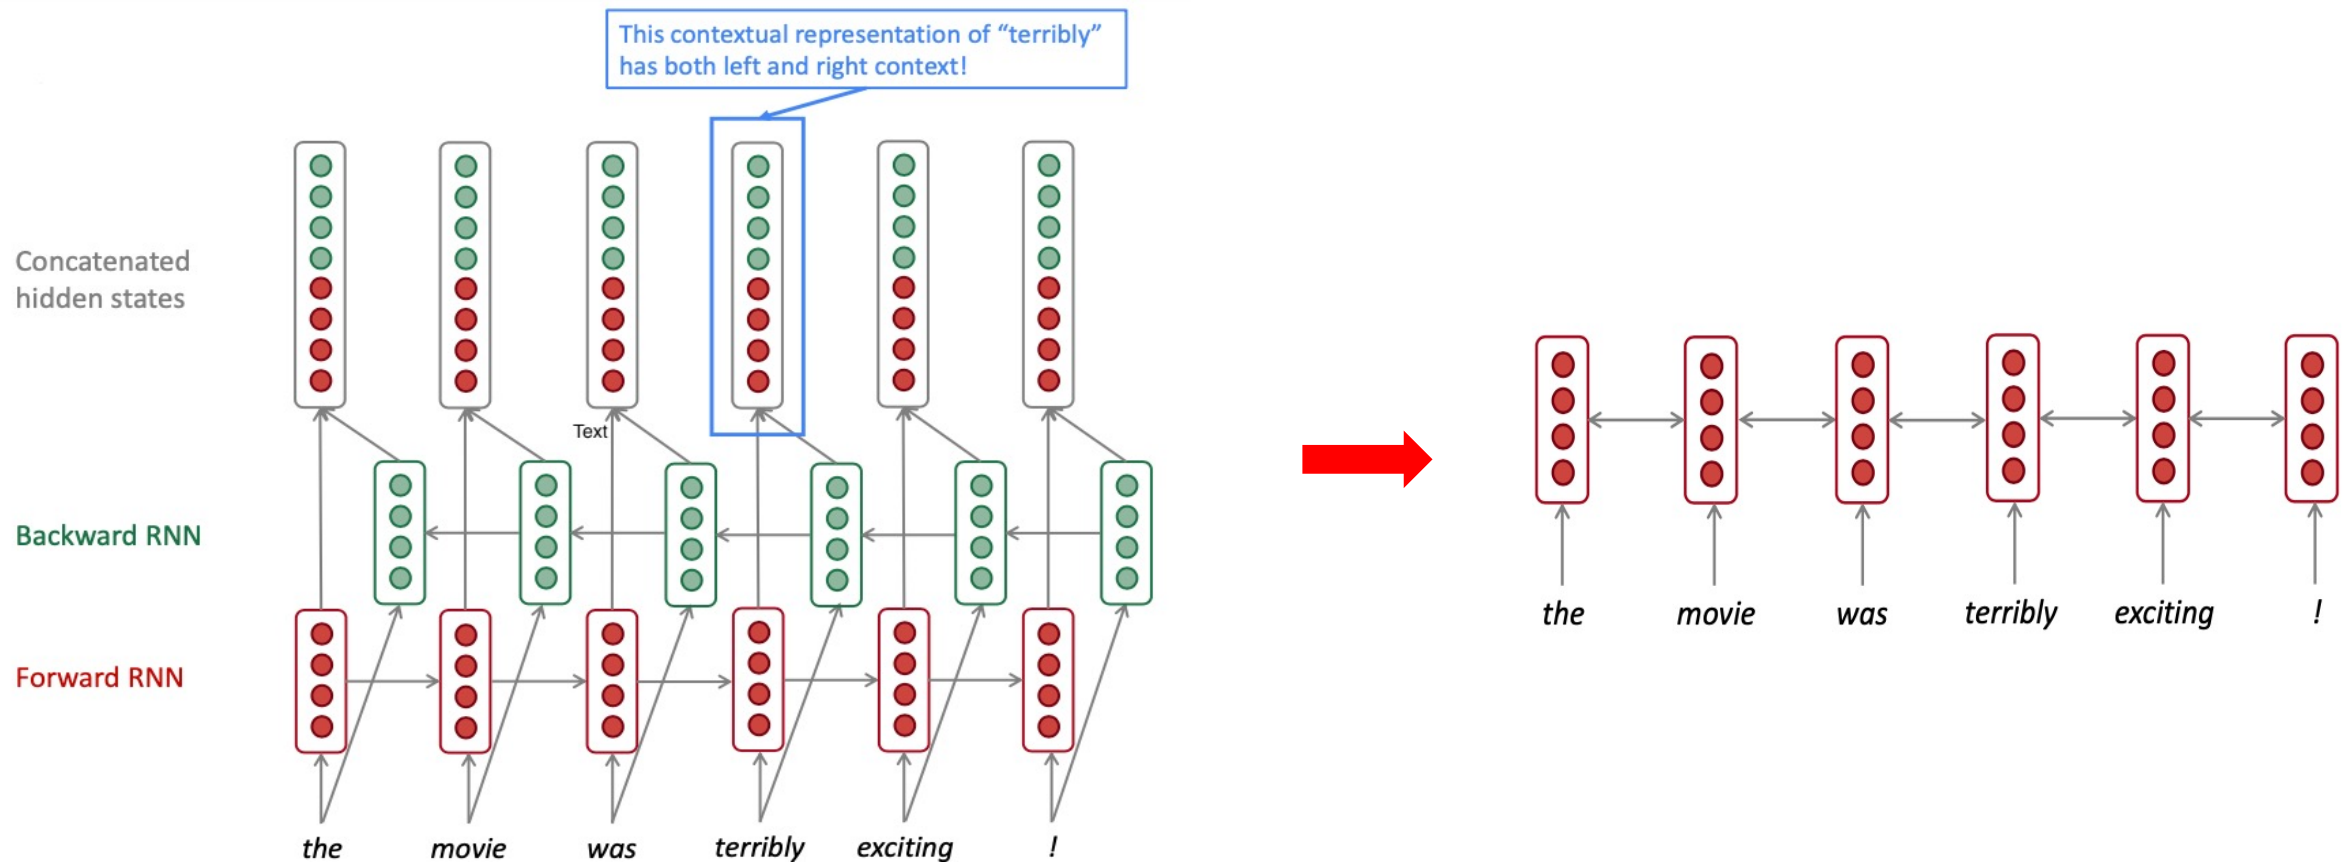 This contextual representation of “terribly”
has both left and right context!
Concatenated
hidden states
Text
Backward RNN
Forward RNN
the movie was terribly exciting !
the movie was terribly exciting !